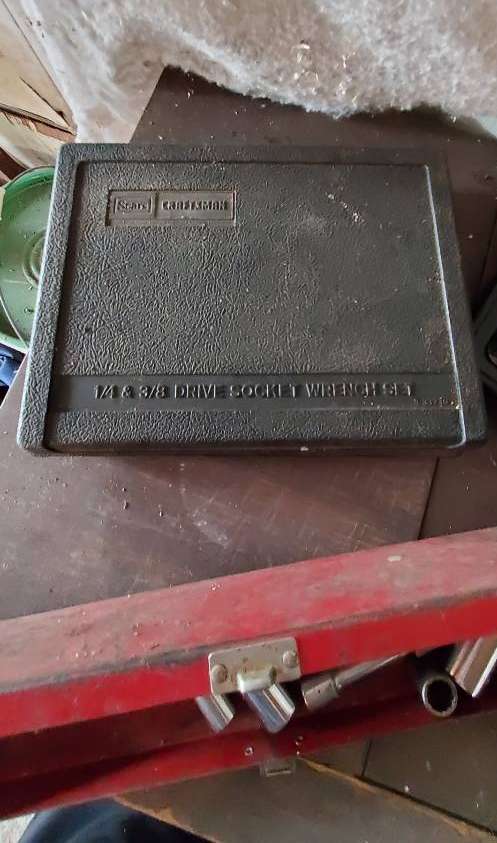 Sears CRAFTSMAN
1/4 & 3/8 DRIVE SOCKET WRENCH SET